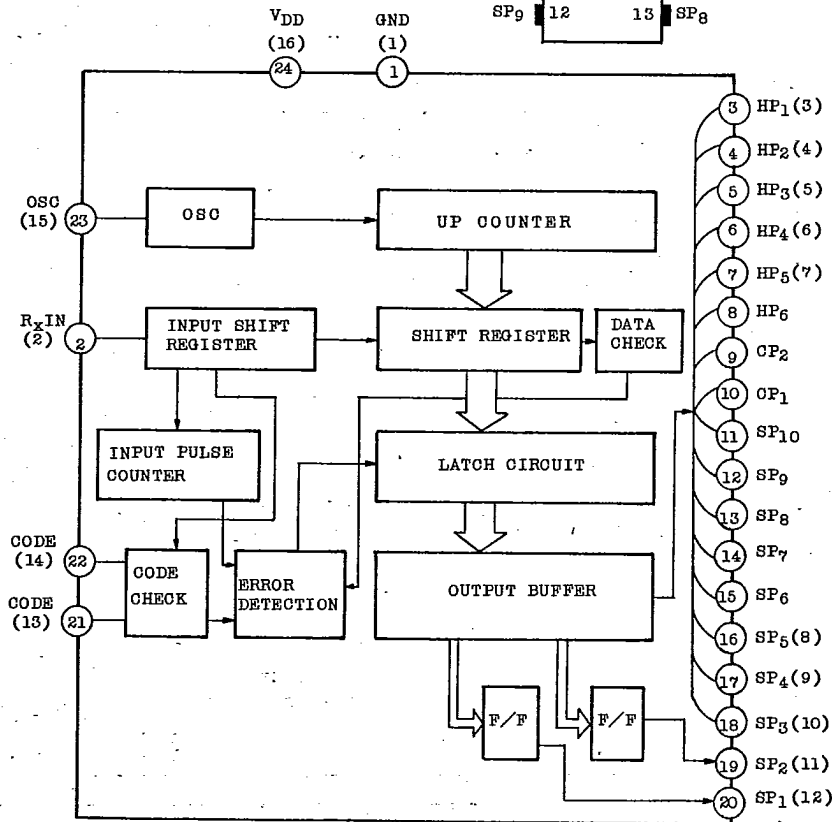 SP9 12 13 SP8
VDD GND
(16) (1)
24 1
3 HP1(3)
4 HP2(4)
5 HP3(5)
6 HP4(6)
7 HP5(7)
8 HP6
9 CP2
10 CP1
11 SP10
12 SP9
13 SP8
14 SP7
15 SP6
16 SP5(8)
17 SP4(9)
18 SP3(10)
19 SP2(11)
20 SP1(12)
OSC
(15) 23
OSC
UP COUNTER
RXIN
(2) 2
INPUT SHIFT
REGISTER
SHIFT REGISTER
DATA
CHECK
INPUT PULSE
COUNTER
LATCH CIRCUIT
CODE
(14) 22
CODE
(13) 21
CODE
CHECK
ERROR
DETECTION
OUTPUT BUFFER
F/F
F/F